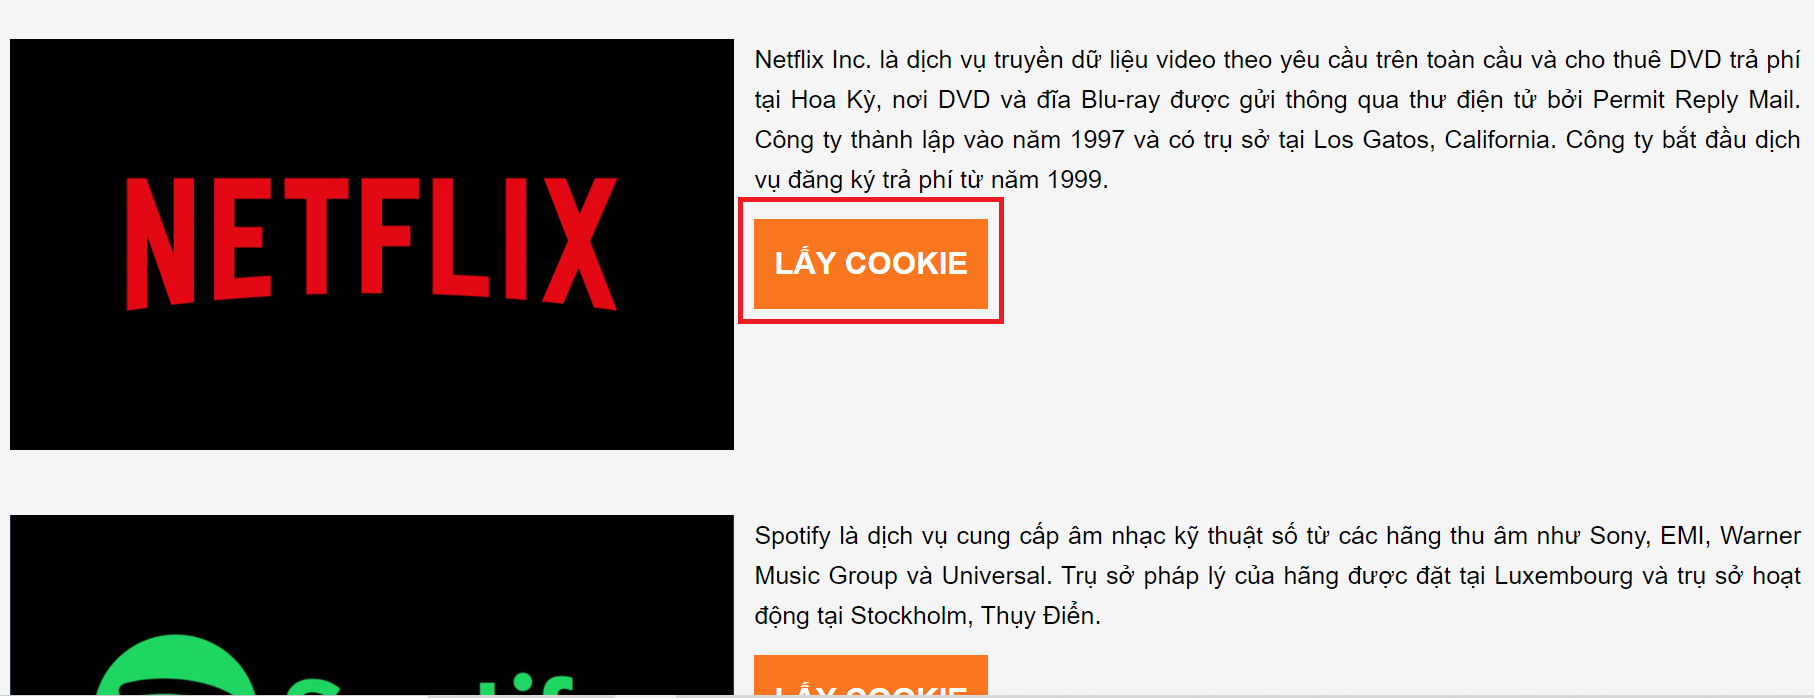 NETFLIX
Netflix Inc. là dịch vụ truyền dữ liệu video theo yêu cầu trên toàn cầu và cho thuê DVD trả phí
tại Hoa Kỳ, nơi DVD và đĩa Blu-ray được gửi thông qua thư điện tử bởi Permit Reply Mail.
Công ty thành lập vào năm 1997 và có trụ sở tại Los Gatos, California. Công ty bắt đầu dịch
vụ đăng ký trả phí từ năm 1999.
LẤY COOKIE
Spotify
Spotify là dịch vụ cung cấp âm nhạc kỹ thuật số từ các hãng thu âm như Sony, EMI, Warner
Music Group và Universal. Trụ sở pháp lý của hãng được đặt tại Luxembourg và trụ sở hoạt
động tại Stockholm, Thụy Điển.
LẤY COOKIE